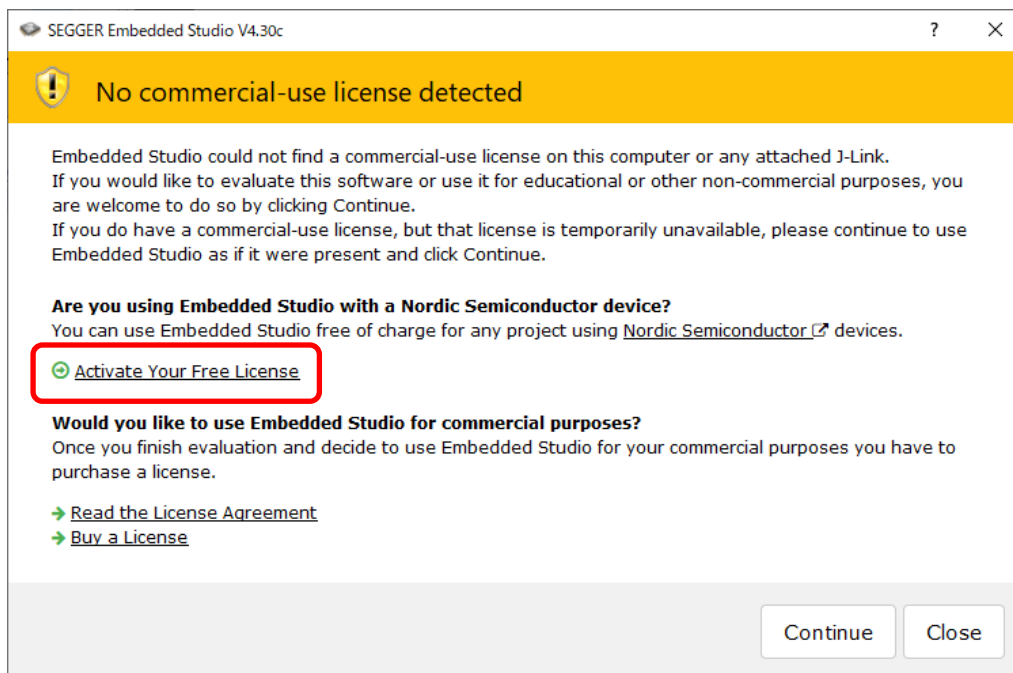 SEGGER Embedded Studio V4.30c
?
No commercial-use license detected
Embedded Studio could not find a commercial-use license on this computer or any attached J-Link.
If you would like to evaluate this software or use it for educational or other non-commercial purposes, you
are welcome to do so by clicking Continue.
If you do have a commercial-use license, but that license is temporarily unavailable, please continue to use
Embedded Studio as if it were present and click Continue.
Are you using Embedded Studio with a Nordic Semiconductor device?
You can use Embedded Studio free of charge for any project using Nordic Semiconductor devices.
Activate Your Free License
Would you like to use Embedded Studio for commercial purposes?
Once you finish evaluation and decide to use Embedded Studio for your commercial purposes you have to
purchase a license.
Read the License Agreement
Buy a License
Continue Close